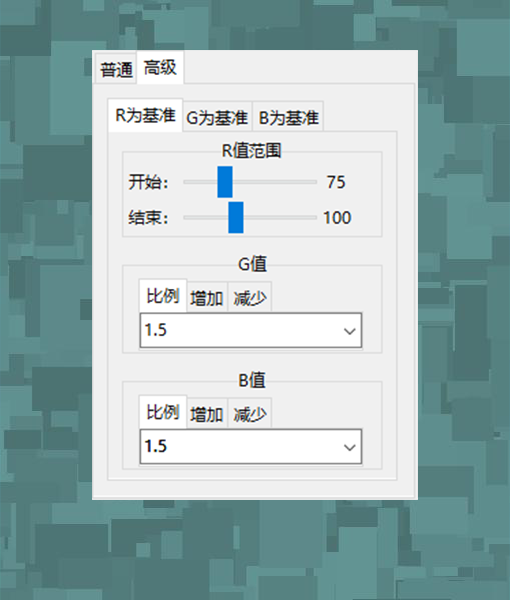 普通 高级
R为基准 G为基准 B为基准
R值范围
开始: 75
结束: 100
G值
比例 增加 减少
1.5
B值
比例 增加 减少
1.5